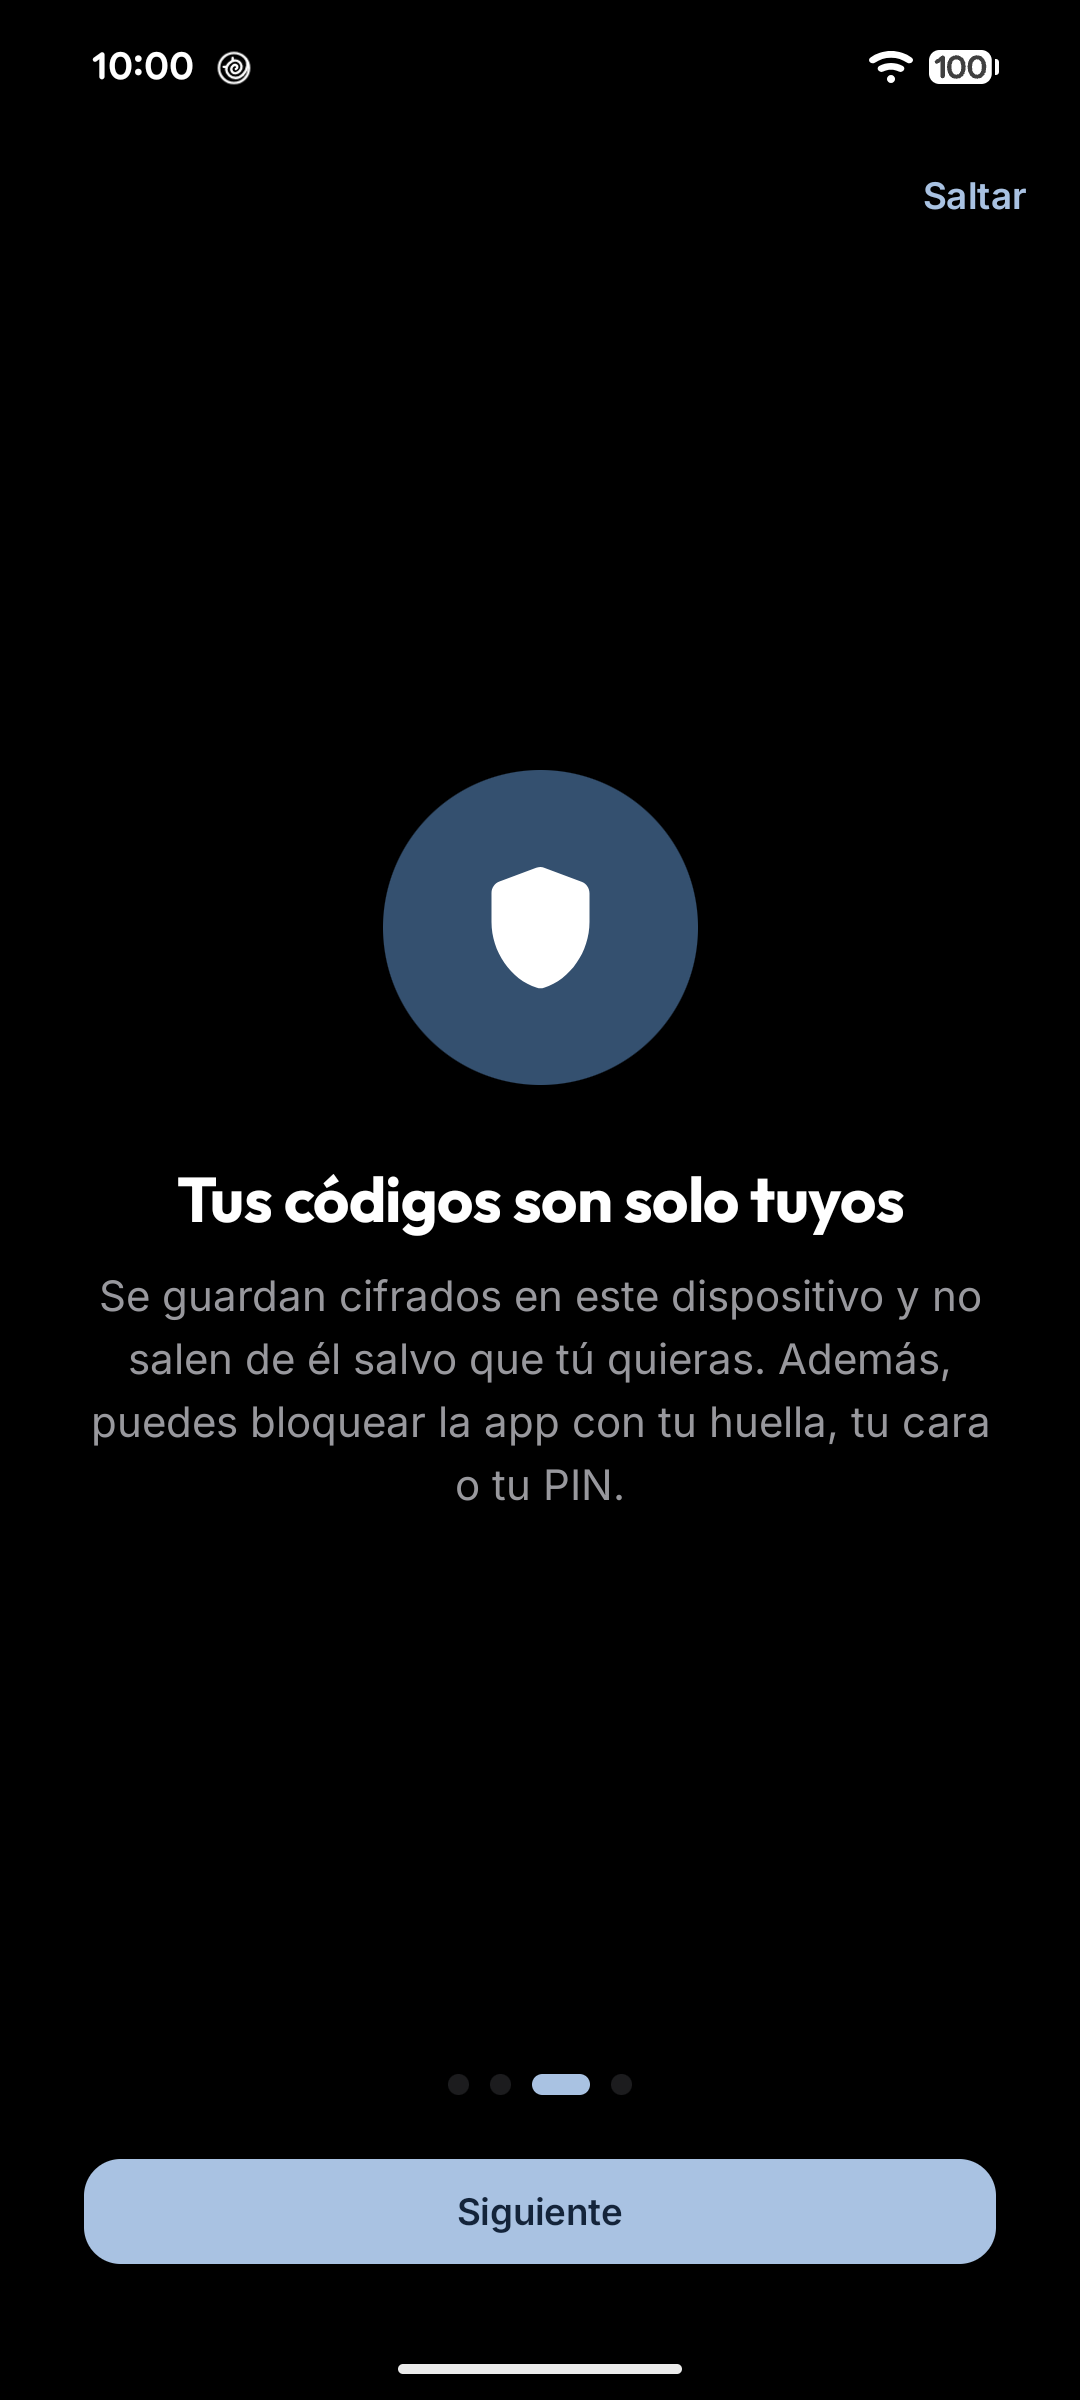 10:00
100
Saltar
Tus códigos son solo tuyos
Se guardan cifrados en este dispositivo y no
salen de él salvo que tú quieras. Además,
puedes bloquear la app con tu huella, tu cara
o tu PIN.
Siguiente